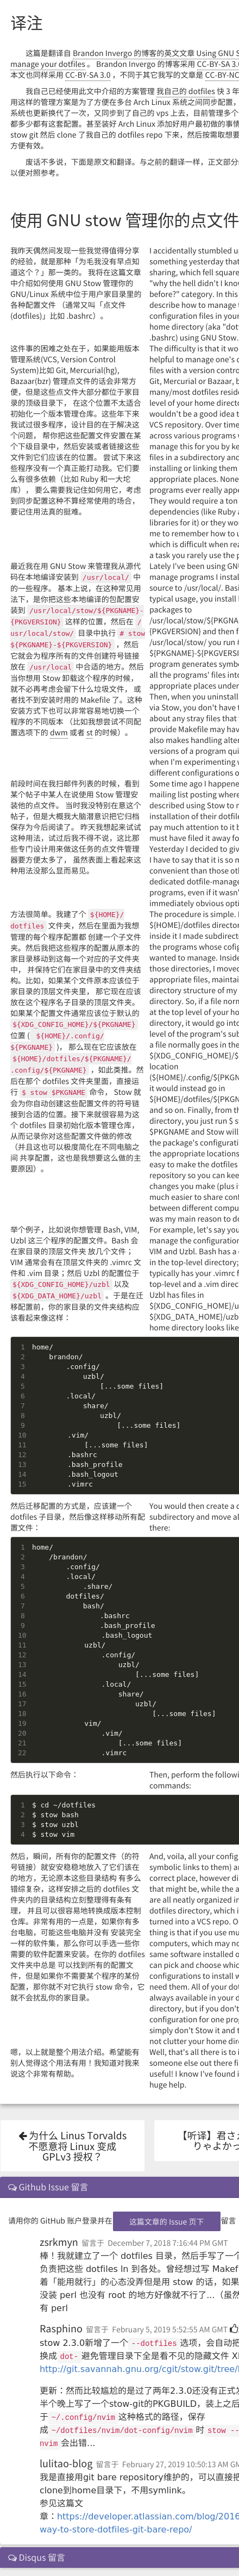 译注
这篇是翻译自 Brandon Invergo 的博客的英文文章 Using GNU S
manage your dotfiles 。 Brandon Invergo 的博客采用 CC-BY-SA 3.0
本文也同样采用 CC-BY-SA 3.0 ，不同于其它我写的文章是 CC-BY-NC
我自己已经使用此文中介绍的方案管理 我自己的 dotfiles 快 3 年
用这样的管理方案是为了方便在多台 Arch Linux 系统之间同步配置，
系统也更新换代了一次，又同步到了自己的 vps 上去，目前管理多个
都多少都有这套配置。甚至装好 Arch Linux 添加好用户最初做的事情
stow git 然后 clone 了我自己的 dotfiles repo 下来，然后按需取想要
方便有效。
废话不多说，下面是原文和翻译。与之前的翻译一样，正文部分
以便对照参考。
使用 GNU stow 管理你的点文件
我昨天偶然间发现一些我觉得值得分享
的经验，就是那种「为毛我没有早点知
道这个？」那一类的。 我将在这篇文章
中介绍如何使用 GNU Stow 管理你的
GNU/Linux 系统中位于用户家目录里的
各种配置文件 （通常又叫「点文件
(dotfiles)」比如 .bashrc）。
I accidentally stumbled u
something yesterday that
sharing, which fell square
"why the hell didn't I know
before?" category. In this
describe how to manage
configuration files in your
home directory (aka "dot
.bashrc) using GNU Stow.
这件事的困难之处在于，如果能用版本
管理系统(VCS, Version Control
System)比如 Git, Mercurial(hg),
Bazaar(bzr) 管理点文件的话会非常方
便，但是这些点文件大部分都位于家目
录的顶级目录下， 在这个位置不太适合
初始化一个版本管理仓库。这些年下来
我试过很多程序，设计目的在于解决这
个问题， 帮你把这些配置文件安置在某
个下级目录中，然后安装或者链接这些
文件到它们应该在的位置。 尝试下来这
些程序没有一个真正能打动我。它们要
么有很多依赖（比如 Ruby 和一大坨
库）， 要么需要我记住如何用它，考虑
到同步配置这种不算经常使用的场合，
要记住用法真的挺难。
The difficulty is that it wo
helpful to manage one's c
files with a version contro
Git, Mercurial or Bazaar, b
many/most dotfiles resid
level of your home direct
wouldn't be a good idea t
VCS repository. Over time
across various programs
manage this for you by ke
files in a subdirectory and
installing or linking them
appropriate places. None
programs ever really app
They would require a ton
dependencies (like Ruby a
libraries for it) or they wo
me to remember how to
which is difficult when rea
a task you rarely use the p
最近我在用 GNU Stow 来管理我从源代
码在本地编译安装到 /usr/local/ 中
的一些程序。 基本上说，在这种常见用
法下，是你把这些本地编译的包配置安
装到 /usr/local/stow/${PKGNAME}-
{PKGVERSION} 这样的位置，然后在 /
usr/local/stow/ 目录中执行 # stow
${PKGNAME}-${PKGVERSION} ，然后
它就会为程序所有的文件创建符号链接
放在 /usr/local 中合适的地方。然后
当你想用 Stow 卸载这个程序的时候，
就不必再考虑会留下什么垃圾文件， 或
者找不到安装时用的 Makefile 了。这种
安装方式下也可以非常容易地切换一个
程序的不同版本 （比如我想尝试不同配
置选项下的 dwm 或者 st 的时候）。
Lately I've been using GNU
manage programs I instal
source to /usr/local/. Basi
typical usage, you install
packages to
/usr/local/stow/${PKGNAM
{PKGVERSION} and then f
/usr/local/stow/ you run #
${PKGNAME}-${PKGVERSI
all the programs' files into
appropriate places under
Then, when you uninstall
via Stow, you don't have t
about any stray files that
provide Makefile may hav
also makes handling alter
versions of a program qui
when I'm experimenting w
different configurations o
前段时间在我扫邮件列表的时候，看到
某个帖子中某人在说使用 Stow 管理安
装他的点文件。 当时我没特别在意这个
帖子，但是大概我大脑潜意识把它归档
保存为今后阅读了。 昨天我想起来试试
这种用法，试过后我不得不说，这比那
些专门设计用来做这任务的点文件管理
器要方便太多了， 虽然表面上看起来这
种用法没那么显而易见。
Some time ago I happene
mailing list posting where
described using Stow to m
installation of their dotfil
pay much attention to it b
must have filed it away fo
Yesterday I decided to giv
I have to say that it is so m
convenient than those oth
dedicated dotfile-manage
programs, even if it wasn'
immediately obvious opti
方法很简单。我建了个 ${HOME}/
dotfiles 文件夹，然后在里面为我想
管理的每个程序配置都 创建一个子文件
夹。然后我把这些程序的配置从原本的
家目录移动到这每一个对应的子文件夹
中， 并保持它们在家目录中的文件夹结
构。比如，如果某个文件原本应该位于
家目录的顶层文件夹里， 那它现在应该
放在这个程序名子目录的顶层文件夹。
如果某个配置文件通常应该位于默认的
${XDG_CONFIG_HOME}/${PKGNAME}
位置 ( ${HOME}/.config/
${PKGNAME} )， 那么现在它应该放在
${HOME}/dotfiles/${PKGNAME}/
.config/${PKGNAME} ，如此类推。然
后在那个 dotfiles 文件夹里面，直接运
行 $ stow $PKGNAME 命令， Stow 就
会为你自动创建这些配置文件的符号链
接到合适的位置。接下来就很容易为这
个 dotfiles 目录初始化版本管理仓库，
从而记录你对这些配置文件做的修改
（并且这也可以极度简化在不同电脑之
间共享配置，这也是我想要这么做的主
要原因）。
The procedure is simple. I
${HOME}/dotfiles director
inside it I made subdirect
the programs whose conf
wanted to manage. Inside
those directories, I moved
appropriate files, maintai
directory structure of my
directory. So, if a file nor
at the top level of your ho
directory, it would go into
level of the program's sub
a file normally goes in the
${XDG_CONFIG_HOME}/${
location
(${HOME}/.config/${PKGN
it would instead go in
${HOME}/dotfiles/${PKGN
and so on. Finally, from th
directory, you just run $ s
$PKGNAME and Stow will
the package's configurati
the appropriate locations
easy to make the dotfiles
repository so you can kee
changes you make (plus i
much easier to share con
between different compu
was my main reason to do
举个例子，比如说你想管理 Bash, VIM,
Uzbl 这三个程序的配置文件。Bash 会
在家目录的顶层文件夹 放几个文件；
VIM 通常会有在顶层文件夹的 .vimrc 文
件和 .vim 目录；然后 Uzbl 的配置位于
${XDG_CONFIG_HOME}/uzbl 以及
${XDG_DATA_HOME}/uzbl 。于是在迁
移配置前，你的家目录的文件夹结构应
该看起来像这样：
For example, let's say you
manage the configuration
VIM and Uzbl. Bash has a
in the top-level directory;
typically has your .vimrc f
top-level and a .vim direct
Uzbl has files in
${XDG_CONFIG_HOME}/u
${XDG_DATA_HOME}/uzbl
home directory looks like
1 home/
2 brandon/
3 .config/
4 uzbl/
5 [...some files]
6 .local/
7 share/
8 uzbl/
9 [...some files]
10 .vim/
11 [...some files]
12 .bashrc
13 .bash_profile
14 .bash_logout
15 .vimrc
然后迁移配置的方式是，应该建一个
dotfiles 子目录，然后像这样移动所有配
置文件：
You would then create a d
subdirectory and move al
there:
1 home/
2 /brandon/
3 .config/
4 .local/
5 .share/
6 dotfiles/
7 bash/
8 .bashrc
9 .bash_profile
10 .bash_logout
11 uzbl/
12 .config/
13 uzbl/
14 [...some files]
15 .local/
16 share/
17 uzbl/
18 [...some files]
19 vim/
20 .vim/
21 [...some files]
22 .vimrc
然后执行以下命令：
Then, perform the followi
commands:
1 $ cd ~/dotfiles
2 $ stow bash
3 $ stow uzbl
4 $ stow vim
然后，瞬间，所有你的配置文件（的符
号链接）就安安稳稳地放入了它们该在
的地方，无论原本这些目录结构 有多么
错综复杂，这样安排之后的 dotfiles 文
件夹内的目录结构立刻整理得有条有
理， 并且可以很容易地转换成版本控制
仓库。非常有用的一点是，如果你有多
台电脑，可能这些电脑并没有 安装完全
一样的软件集，那么你可以手选一些你
需要的软件配置来安装。在你的 dotfiles
文件夹中总是 可以找到所有的配置文
件，但是如果你不需要某个程序的某份
配置，那你就不对它执行 stow 命令，它
就不会扰乱你的家目录。
And, voila, all your config
symbolic links to them) ar
correct place, however di
that might be, while the a
are all neatly organized in
dotfiles directory, which i
turned into a VCS repo. O
thing is that if you use mu
computers, which may no
same software installed o
can pick and choose whic
configurations to install w
need them. All of your dot
always available in your d
directory, but if you don't
configuration for one pro
simply don't Stow it and t
not clutter your home dir
嗯，以上就是整个用法介绍。希望能有
别人觉得这个用法有用！我知道对我来
说这个非常有帮助。
Well, that's all there is to i
someone else out there fi
useful! I know I've found i
huge help.
为什么 Linus Torvalds
不愿意将 Linux 变成
GPLv3 授权？
【听译】君さえ
りゃよかっ
Github Issue 留言
请用你的 GitHub 账户登录并在 这篇文章的 Issue 页下 留言
zsrkmyn 留言于 December 7, 2018 7:16:44 PM GMT
棒！我就建立了一个 dotfiles 目录，然后手写了一个
负责把这些 dotfiles ln 到各处。曾经想过写 Makef
着「能用就行」的心态没弄但是用 stow 的话，如果
没装 perl 也没有 root 的地方好像就不行了…（虽然
有 perl
Rasphino 留言于 February 5, 2019 5:52:55 AM GMT
stow 2.3.0新增了一个 --dotfiles 选项，会自动把
换成 dot- 避免管理目录下全是看不见的隐藏文件 X
http://git.savannah.gnu.org/cgit/stow.git/tree/
更新：然而比较尴尬的是过了两年2.3.0还没有正式发
半个晚上写了一个stow-git的PKGBUILD，装上之后
于 ~/.config/nvim 这种格式的路径，保存
成 ~/dotfiles/nvim/dot-config/nvim 时 stow --
nvim 会出错…
lulitao-blog 留言于 February 27, 2019 10:50:13 AM GM
我是直接用git bare repository维护的，可以直接把
clone到home目录下，不用symlink。
参见这篇文
章：https://developer.atlassian.com/blog/2016
way-to-store-dotfiles-git-bare-repo/
Disqus 留言